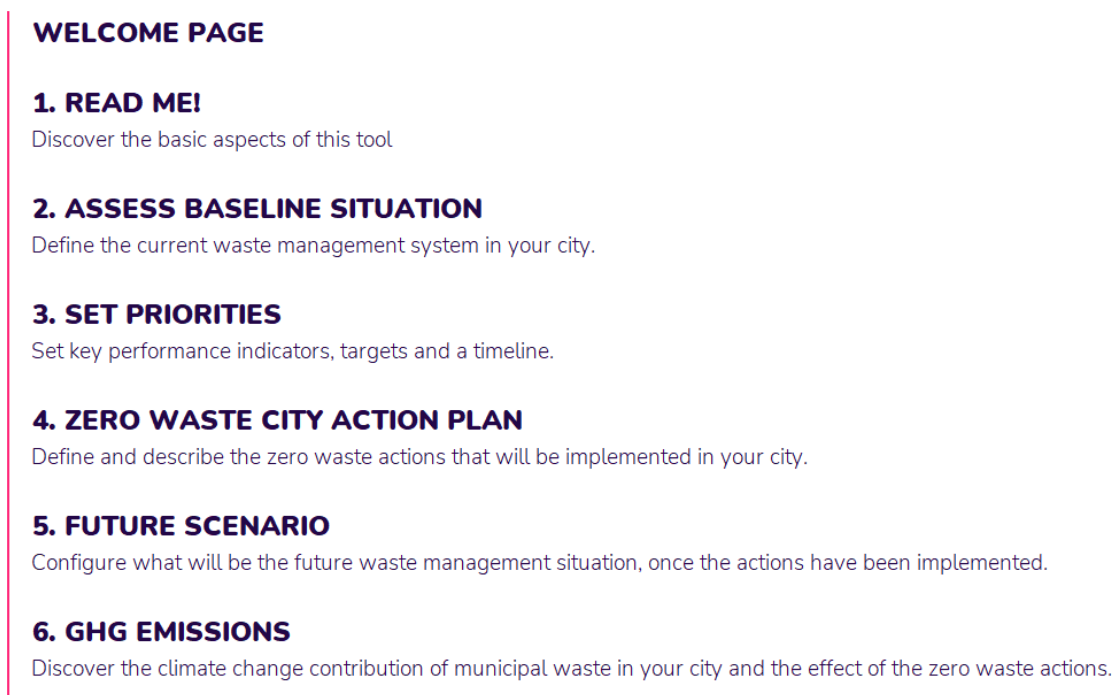 WELCOME PAGE
1. READ ME!
Discover the basic aspects of this tool
2. ASSESS BASELINE SITUATION
Define the current waste management system in your city.
3. SET PRIORITIES
Set key performance indicators, targets and a timeline.
4. ZERO WASTE CITY ACTION PLAN
Define and describe the zero waste actions that will be implemented in your city.
5. FUTURE SCENARIO
Configure what will be the future waste management situation, once the actions have been implemented.
6. GHG EMISSIONS
Discover the climate change contribution of municipal waste in your city and the effect of the zero waste actions.